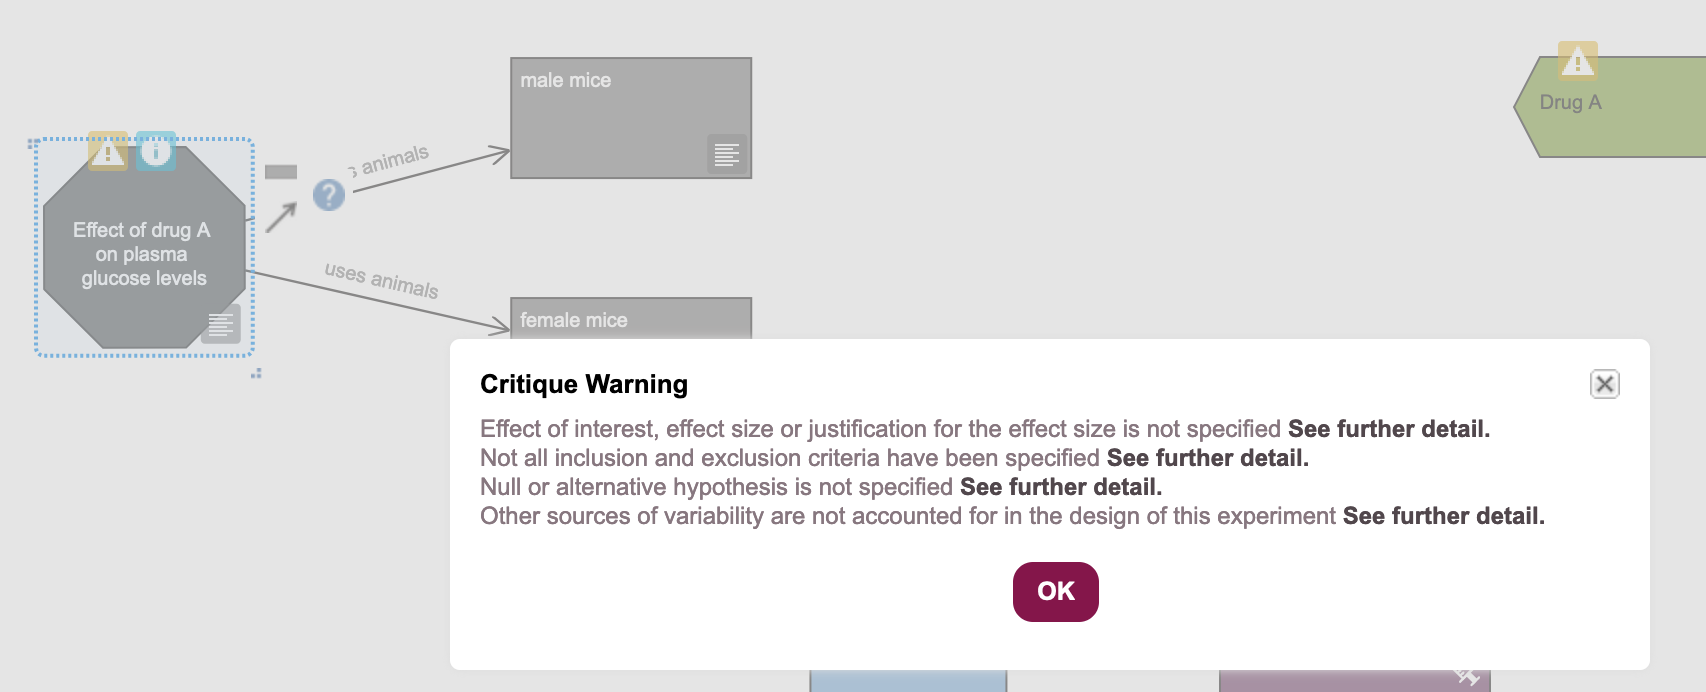 male mice
Drug A
animals
Effect of drug A
on plasma
glucose levels
uses animals
female mice
Critique Warning
Effect of interest, effect size or justification for the effect size is not specified See further detail.
Not all inclusion and exclusion criteria have been specified See further detail.
Null or alternative hypothesis is not specified See further detail.
Other sources of variability are not accounted for in the design of this experiment See further detail.
OK